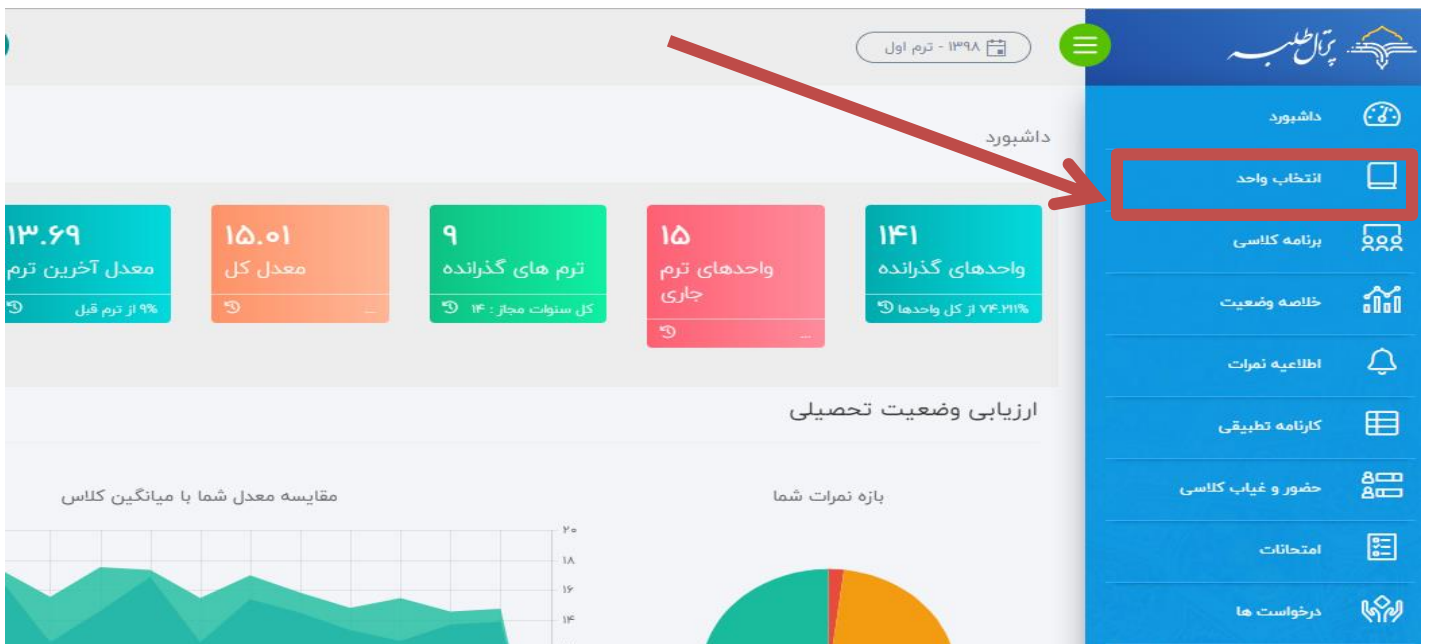 پرتال طلبه
۱۳۹۸ - ترم اول
داشبورد
انتخاب واحد
برنامه کلاسی
خلاصه وضعیت
اطلاعیه نمرات
کارنامه تطبیقی
حضور و غیاب کلاسی
امتحانات
درخواست ها
داشبورد
۱۴۱
واحدهای گذرانده
۷۴.۲۱۱% از کل واحدها
۱۵
واحدهای ترم
جاری
...
۹
ترم های گذرانده
کل سنوات مجاز : ۱۴
۱۵.۰۱
معدل کل
...
۱۳.۶۹
معدل آخرین ترم
۹% از ترم قبل
ارزیابی وضعیت تحصیلی
بازه نمرات شما
مقایسه معدل شما با میانگین کلاس
۲۰
۱۸
۱۶
۱۴